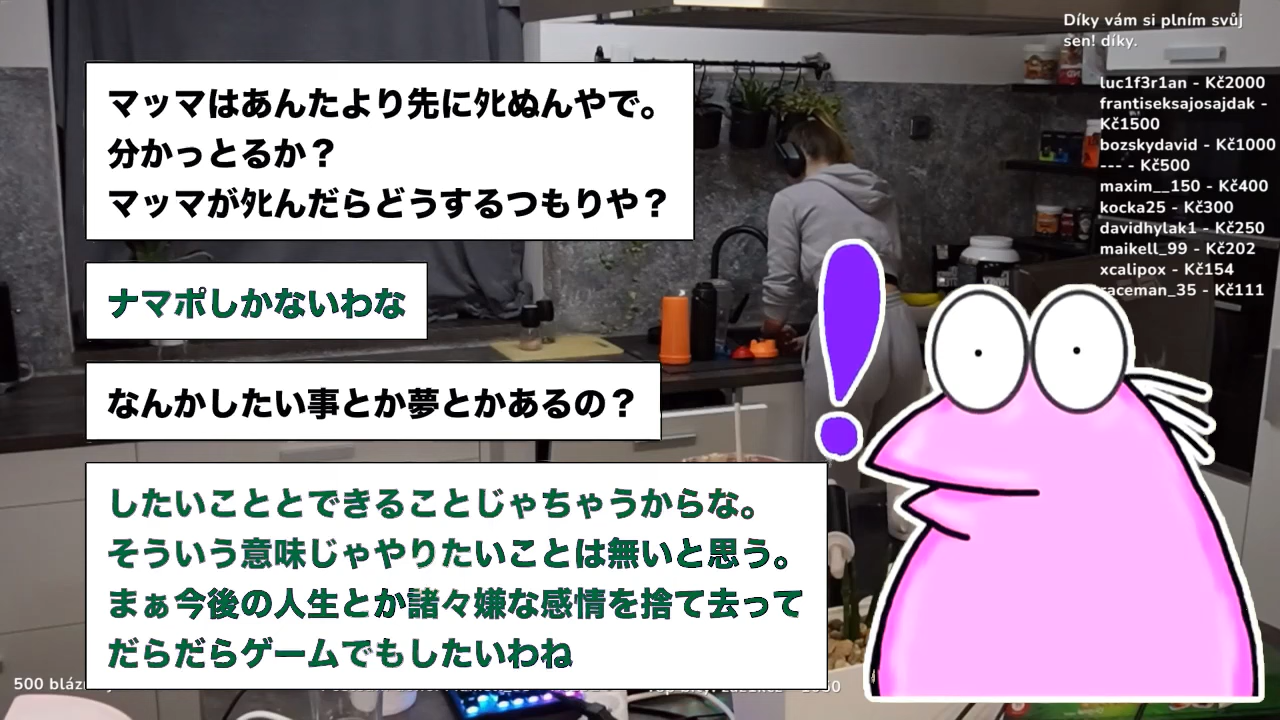 Díky vám si plním svůj
sen! díky.
luc1f3r1an - Kč2000
frantiseksajosajdak -
Kč1500
bozskydavid - Kč1000
--- - Kč500
maxim__150 - Kč400
kocka25 - Kč300
davidhylak1 - Kč250
maikell_99 - Kč202
xcalipox - Kč154
raceman_35 - Kč111
マッマはあんたより先にﾀﾋぬんやで。
分かっとるか？
マッマがﾀﾋんだらどうするつもりや？
ナマポしかないわな
なんかしたい事とか夢とかあるの？
したいこととできることじゃちゃうからな。
そういう意味じゃやりたいことは無いと思う。
まぁ今後の人生とか諸々嫌な感情を捨て去って
だらだらゲームでもしたいわね
500